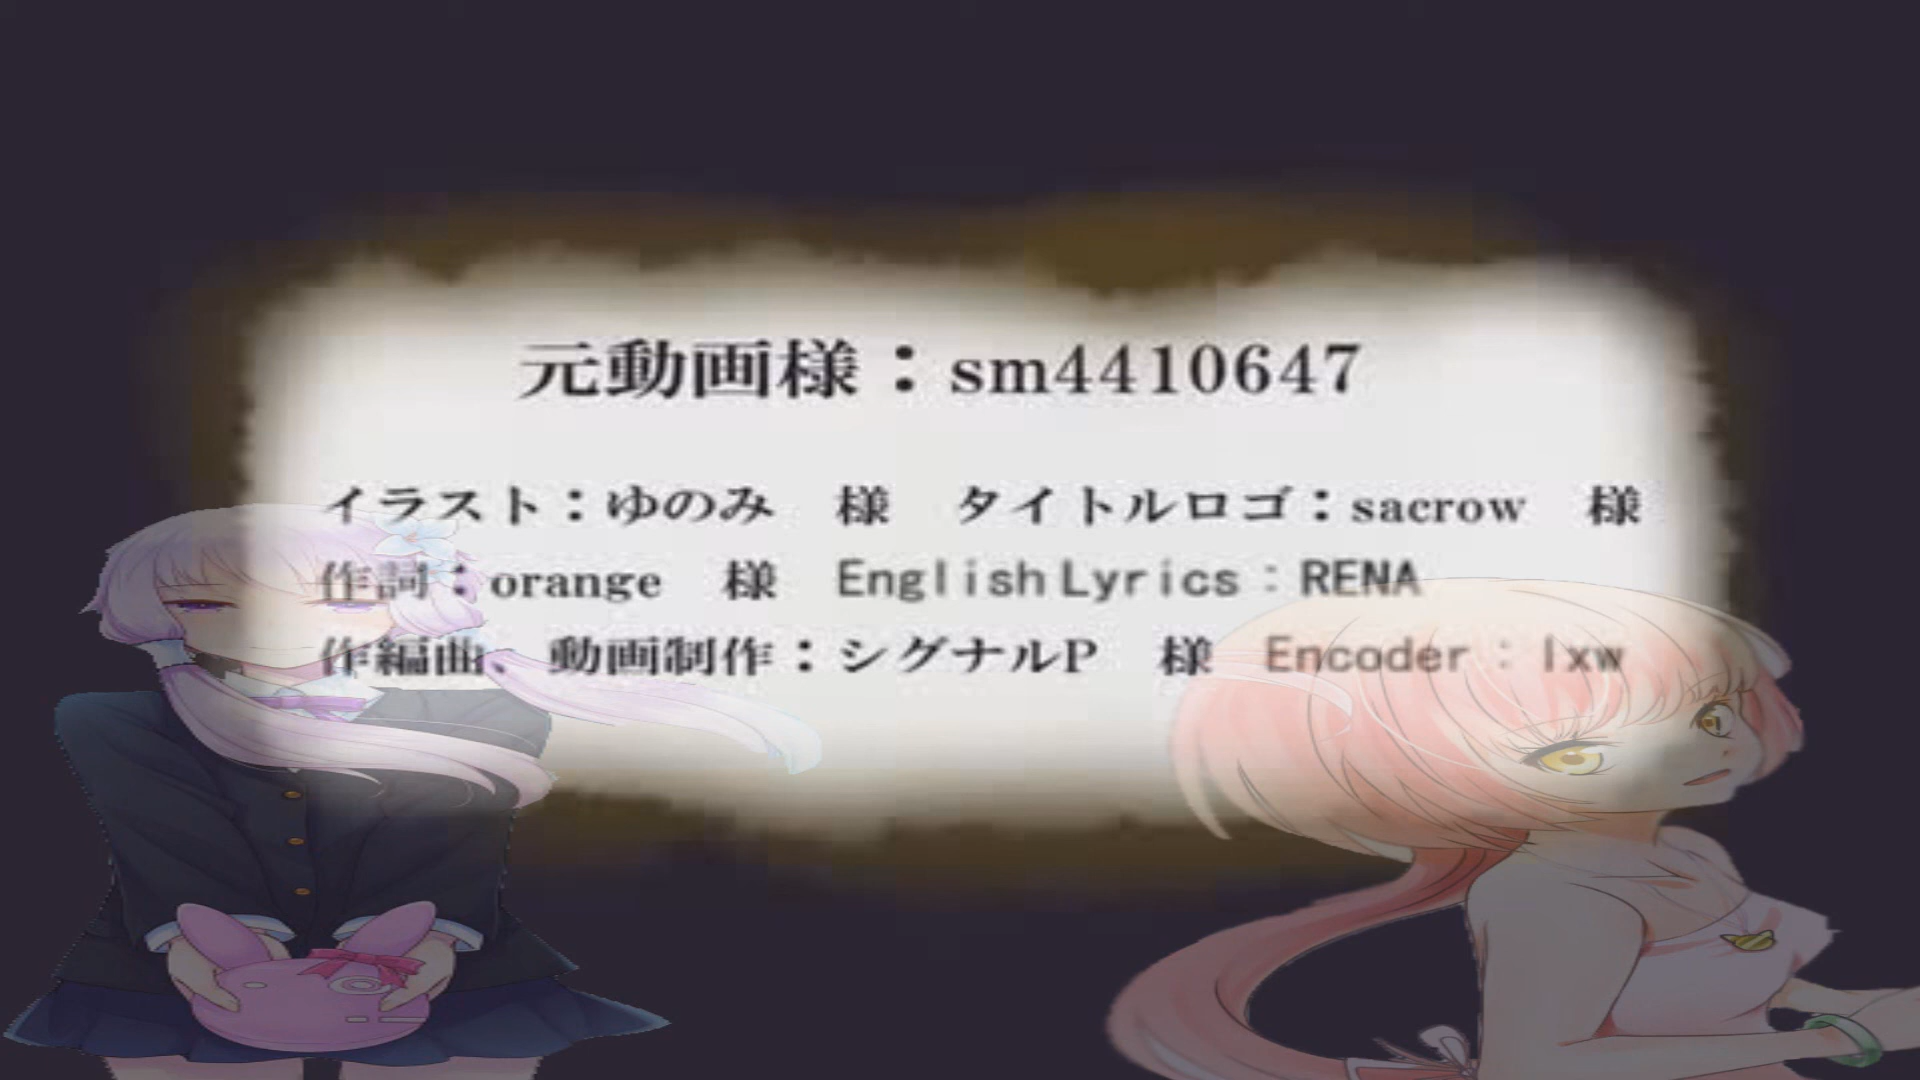 元動画様：sm4410647
イラスト：ゆのみ　様　タイトルロゴ：sacrow　様
作詞：orange　様　English Lyrics：RENA
作編曲、動画制作：シグナルP　様　Encoder：lxw